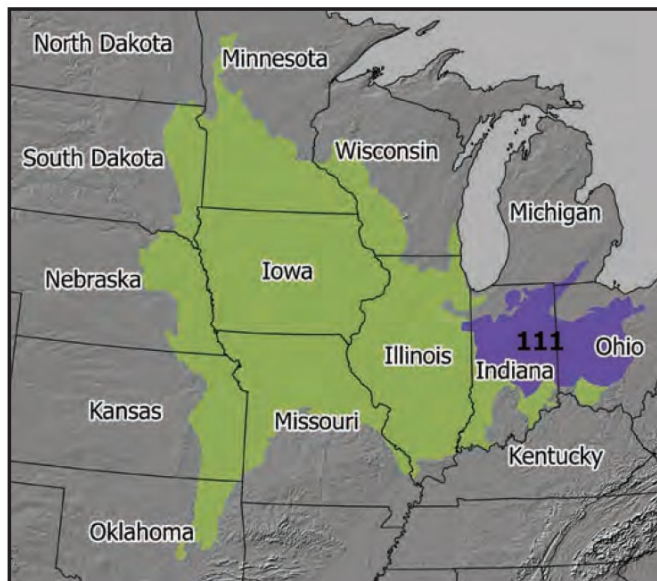 North Dakota
Minnesota
South Dakota
Wisconsin
Michigan
Nebraska
Iowa
111
Ohio
Illinois
Indiana
Kansas
Missouri
Kentucky
Oklahoma